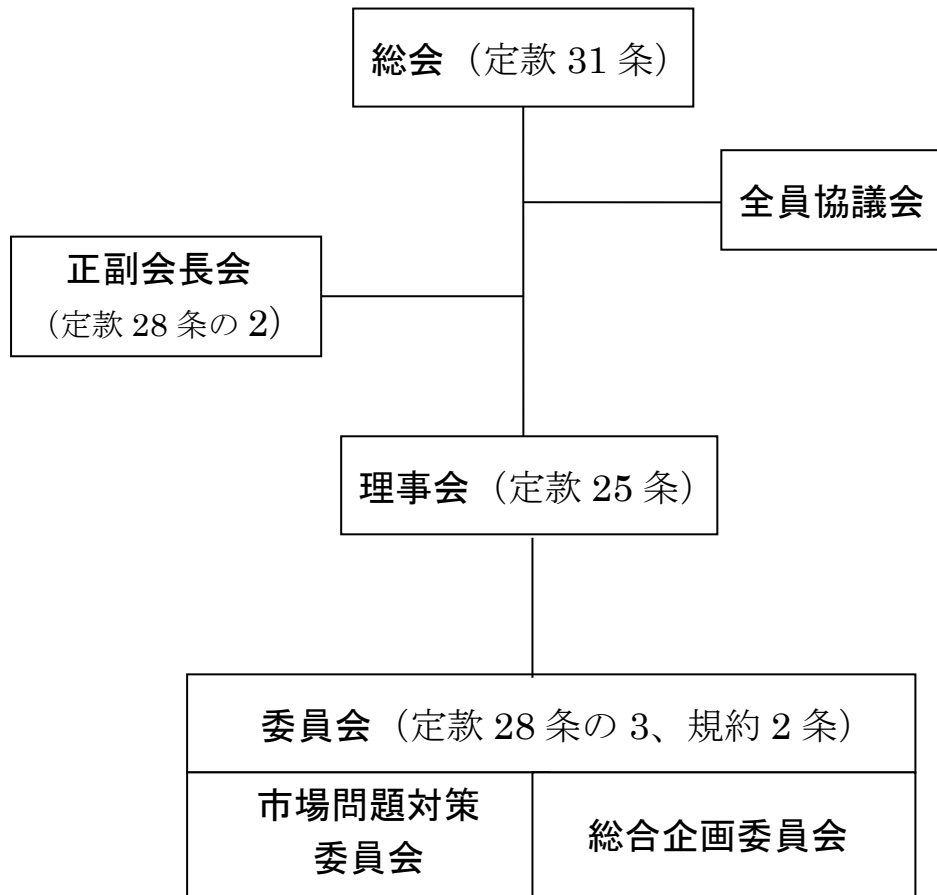 総会（定款 31 条）
全員協議会
正副会長会
（定款 28 条の 2）
理事会（定款 25 条）
委員会（定款 28 条の 3、規約 2 条）
市場問題対策
委員会
総合企画委員会